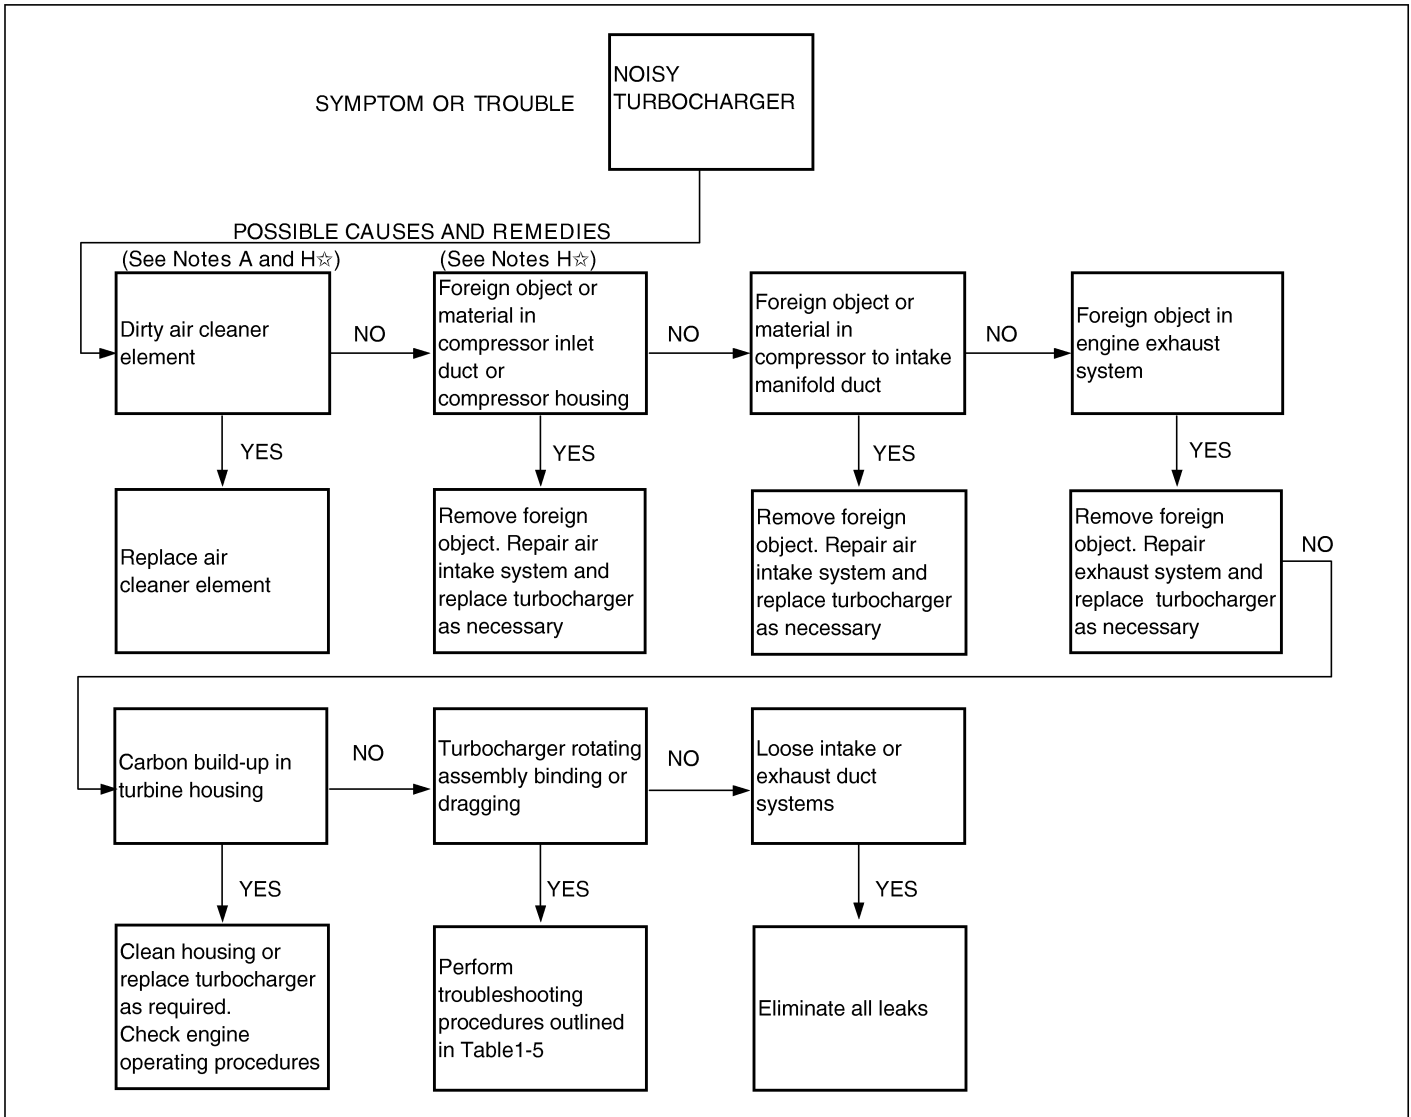 NOISY
TURBOCHARGER
SYMPTOM OR TROUBLE
POSSIBLE CAUSES AND REMEDIES
(See Notes A and H☆)
(See Notes H☆)
Dirty air cleaner
element
NO
Foreign object or
material in
compressor inlet
duct or
compressor housing
NO
Foreign object or
material in
compressor to intake
manifold duct
NO
Foreign object in
engine exhaust
system
YES
YES
YES
YES
Replace air
cleaner element
Remove foreign
object. Repair air
intake system and
replace turbocharger
as necessary
Remove foreign
object. Repair air
intake system and
replace turbocharger
as necessary
Remove foreign
object. Repair
exhaust system and
replace turbocharger
as necessary
NO
Carbon build-up in
turbine housing
NO
Turbocharger rotating
assembly binding or
dragging
NO
Loose intake or
exhaust duct
systems
YES
YES
YES
Clean housing or
replace turbocharger
as required.
Check engine
operating procedures
Perform
troubleshooting
procedures outlined
in Table1-5
Eliminate all leaks